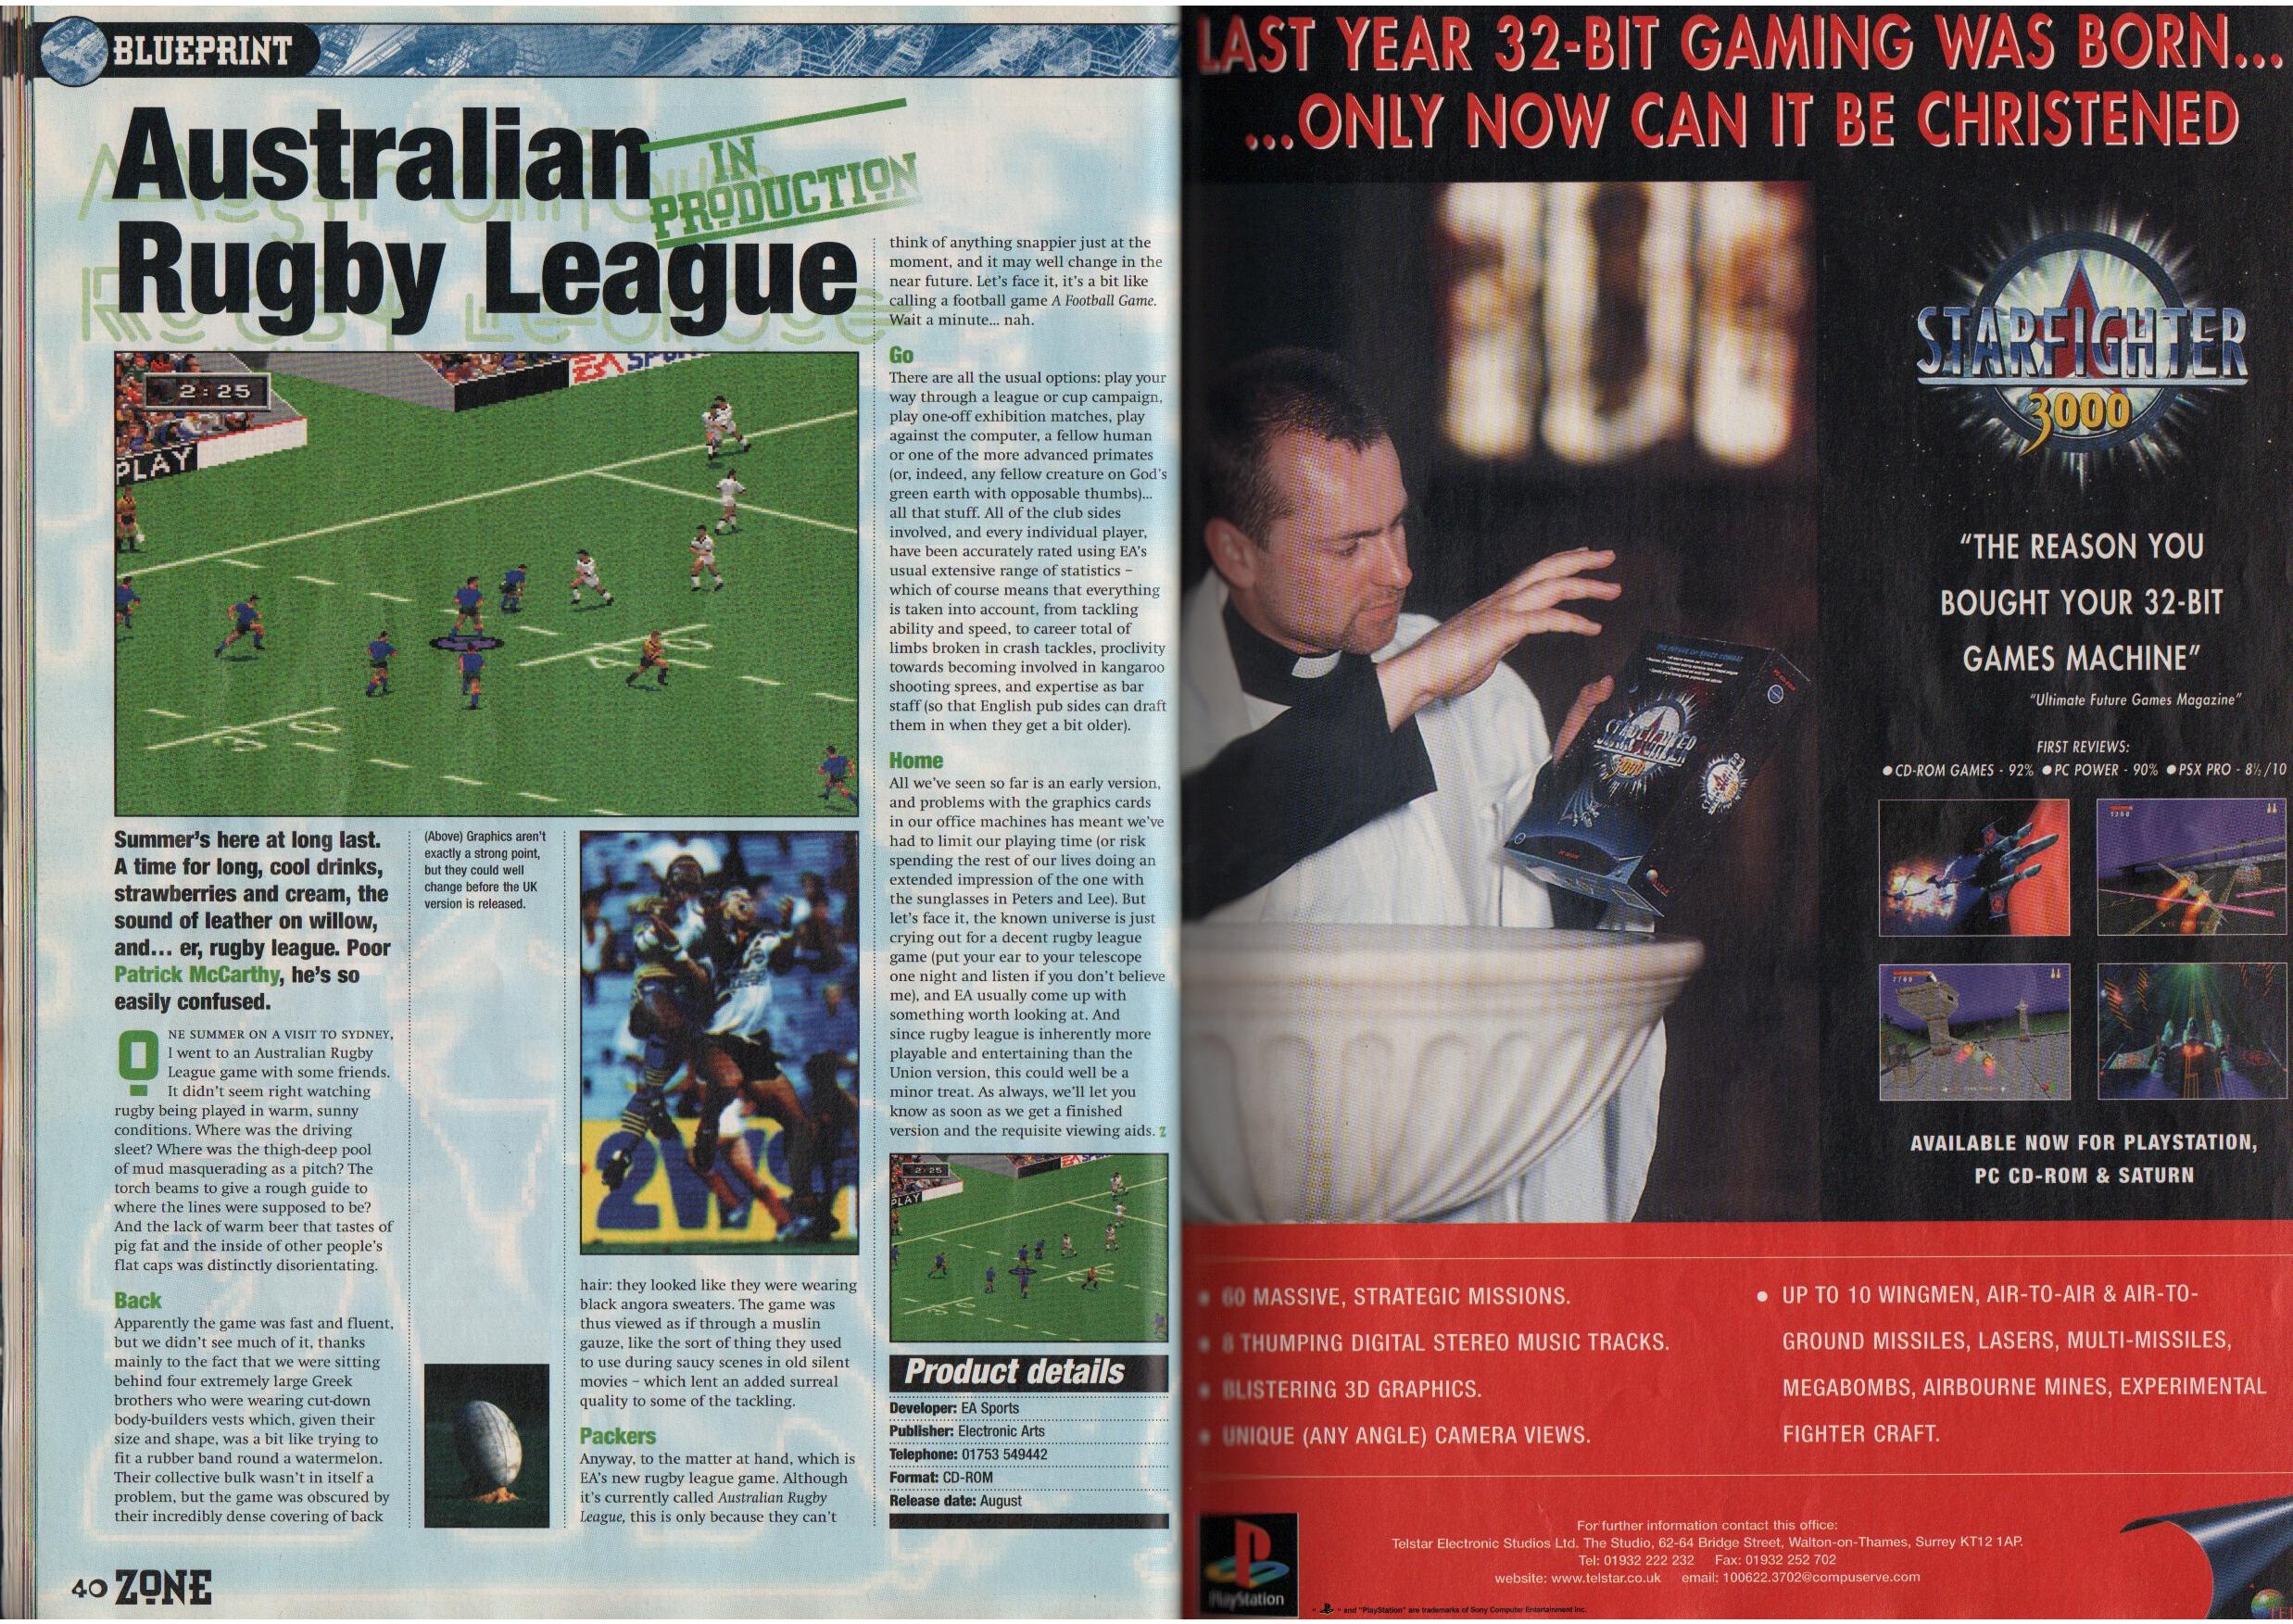 BLUEPRINT
Australian
Rugby League
IN
PRODUCTION
2:25
EA SPORTS
PLAY
Summer's here at long last.
A time for long, cool drinks,
strawberries and cream, the
sound of leather on willow,
and... er, rugby league. Poor
Patrick McCarthy, he's so
easily confused.
ONE SUMMER ON A VISIT TO SYDNEY,
I went to an Australian Rugby
League game with some friends.
It didn't seem right watching
rugby being played in warm, sunny
conditions. Where was the driving
sleet? Where was the thigh-deep pool
of mud masquerading as a pitch? The
torch beams to give a rough guide to
where the lines were supposed to be?
And the lack of warm beer that tastes of
pig fat and the inside of other people's
flat caps was distinctly disorientating.
Back
Apparently the game was fast and fluent,
but we didn't see much of it, thanks
mainly to the fact that we were sitting
behind four extremely large Greek
brothers who were wearing cut-down
body-builders vests which, given their
size and shape, was a bit like trying to
fit a rubber band round a watermelon.
Their collective bulk wasn't in itself a
problem, but the game was obscured by
their incredibly dense covering of back
(Above) Graphics aren't
exactly a strong point,
but they could well
change before the UK
version is released.
hair: they looked like they were wearing
black angora sweaters. The game was
thus viewed as if through a muslin
gauze, like the sort of thing they used
to use during saucy scenes in old silent
movies – which lent an added surreal
quality to some of the tackling.
Packers
Anyway, to the matter at hand, which is
EA's new rugby league game. Although
it's currently called Australian Rugby
League, this is only because they can't
think of anything snappier just at the
moment, and it may well change in the
near future. Let's face it, it's a bit like
calling a football game A Football Game.
Wait a minute... nah.
Go
There are all the usual options: play your
way through a league or cup campaign,
play one-off exhibition matches, play
against the computer, a fellow human
or one of the more advanced primates
(or, indeed, any fellow creature on God's
green earth with opposable thumbs)...
all that stuff. All of the club sides
involved, and every individual player,
have been accurately rated using EA's
usual extensive range of statistics –
which of course means that everything
is taken into account, from tackling
ability and speed, to career total of
limbs broken in crash tackles, proclivity
towards becoming involved in kangaroo
shooting sprees, and expertise as bar
staff (so that English pub sides can draft
them in when they get a bit older).
Home
All we've seen so far is an early version,
and problems with the graphics cards
in our office machines has meant we've
had to limit our playing time (or risk
spending the rest of our lives doing an
extended impression of the one with
the sunglasses in Peters and Lee). But
let's face it, the known universe is just
crying out for a decent rugby league
game (put your ear to your telescope
one night and listen if you don't believe
me), and EA usually come up with
something worth looking at. And
since rugby league is inherently more
playable and entertaining than the
Union version, this could well be a
minor treat. As always, we'll let you
know as soon as we get a finished
version and the requisite viewing aids. Z
2:25
PLAY
Product details
Developer: EA Sports
Publisher: Electronic Arts
Telephone: 01753 549442
Format: CD-ROM
Release date: August
40 ZONE
LAST YEAR 32-BIT GAMING WAS BORN...
...ONLY NOW CAN IT BE CHRISTENED
STARFIGHTER
3000
"THE REASON YOU
BOUGHT YOUR 32-BIT
GAMES MACHINE"
"Ultimate Future Games Magazine"
FIRST REVIEWS:
● CD-ROM GAMES - 92% ● PC POWER - 90% ● PSX PRO - 8½/10
AVAILABLE NOW FOR PLAYSTATION,
PC CD-ROM & SATURN
● 60 MASSIVE, STRATEGIC MISSIONS.
● 8 THUMPING DIGITAL STEREO MUSIC TRACKS.
● BLISTERING 3D GRAPHICS.
● UNIQUE (ANY ANGLE) CAMERA VIEWS.
● UP TO 10 WINGMEN, AIR-TO-AIR & AIR-TO-
GROUND MISSILES, LASERS, MULTI-MISSILES,
MEGABOMBS, AIRBOURNE MINES, EXPERIMENTAL
FIGHTER CRAFT.
PlayStation
For further information contact this office:
Telstar Electronic Studios Ltd. The Studio, 62-64 Bridge Street, Walton-on-Thames, Surrey KT12 1AP.
Tel: 01932 222 232 Fax: 01932 252 702
website: www.telstar.co.uk email: 100622.3702@compuserve.com
" and "PlayStation" are trademarks of Sony Computer Entertainment Inc.